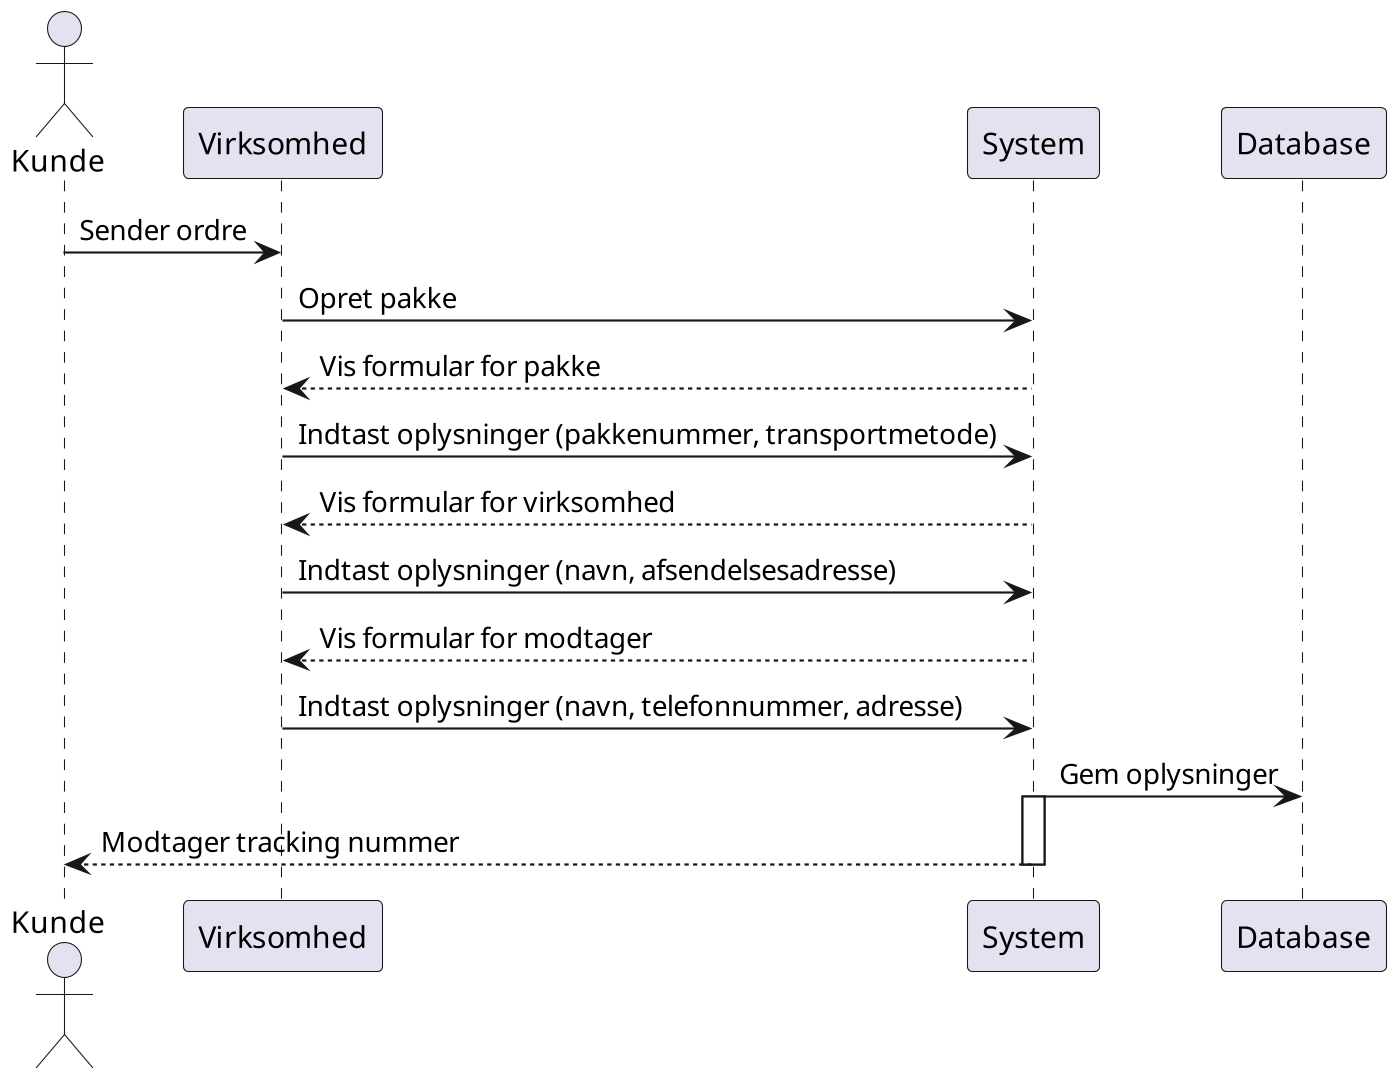 Kunde
Virksomhed
System
Database
Sender ordre
Opret pakke
Vis formular for pakke
Indtast oplysninger (pakkenummer, transportmetode)
Vis formular for virksomhed
Indtast oplysninger (navn, afsendelsesadresse)
Vis formular for modtager
Indtast oplysninger (navn, telefonnummer, adresse)
Gem oplysninger
Modtager tracking nummer
Kunde
Virksomhed
System
Database